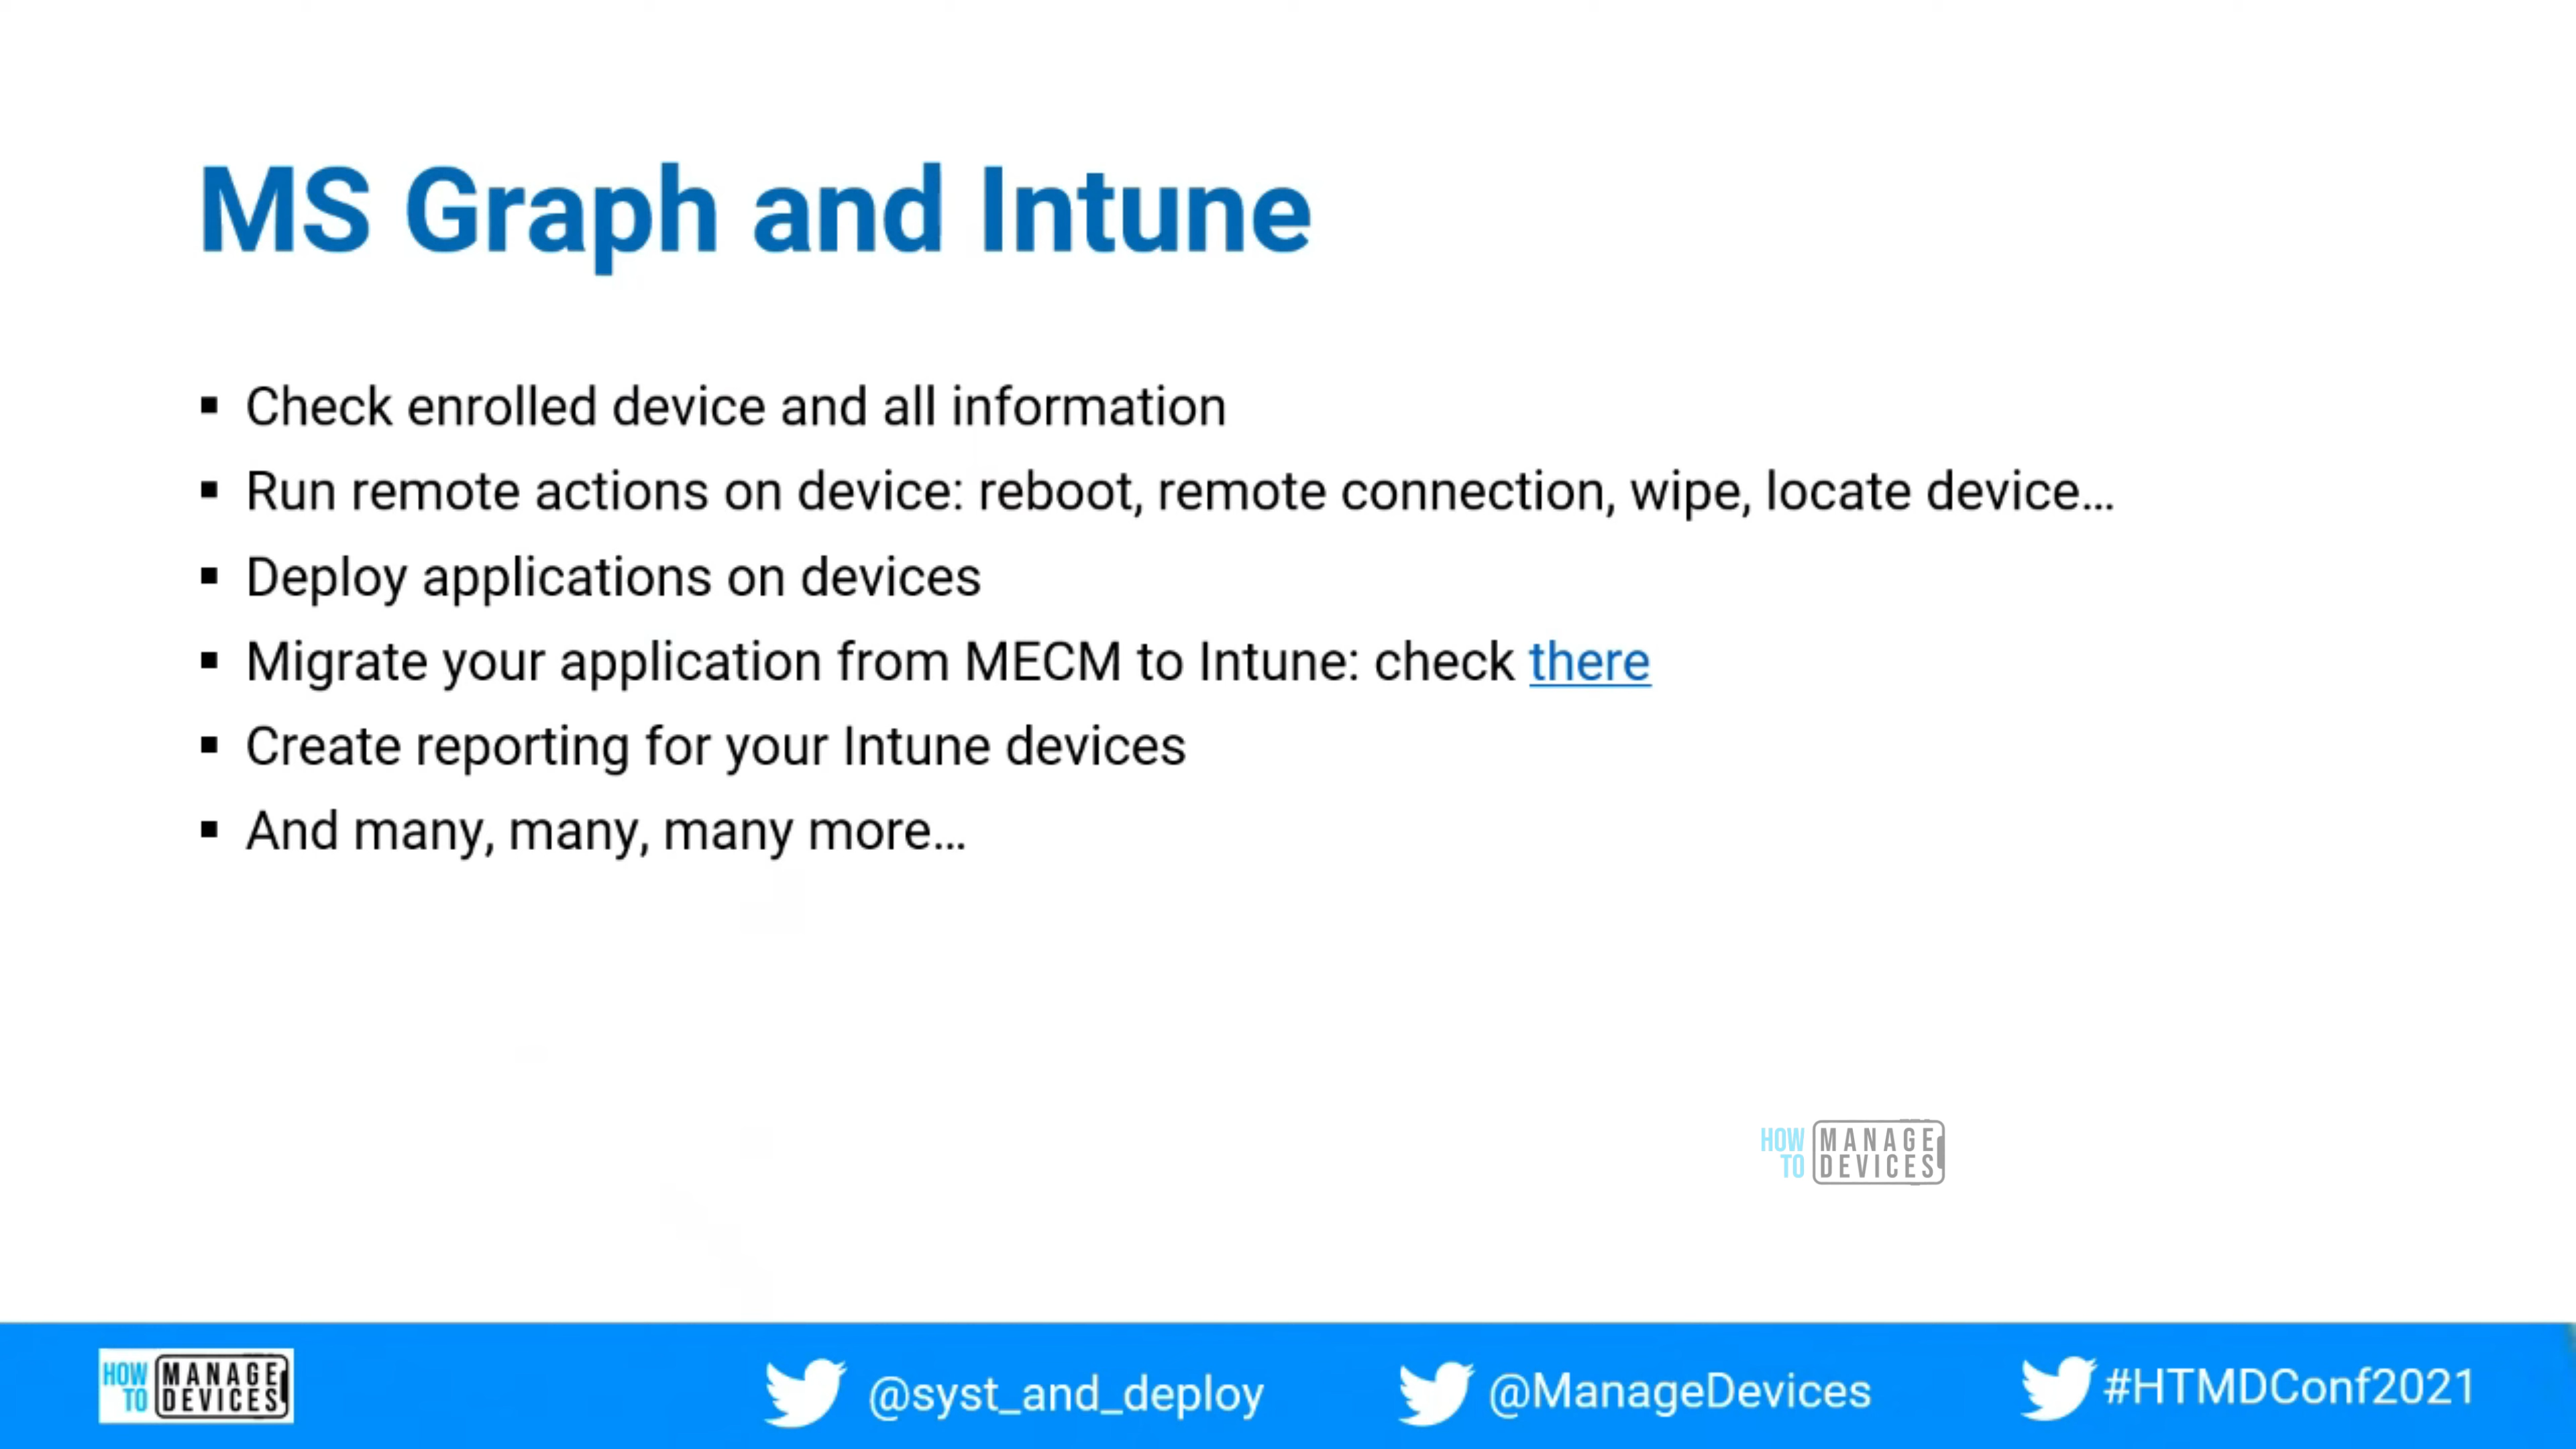 MS Graph and Intune
▪ Check enrolled device and all information
▪ Run remote actions on device: reboot, remote connection, wipe, locate device...
▪ Deploy applications on devices
▪ Migrate your application from MECM to Intune: check there
▪ Create reporting for your Intune devices
▪ And many, many, many more...
HOW MANAGE
TO DEVICES
HOW MANAGE
TO DEVICES
@syst_and_deploy
@ManageDevices
#HTMDConf2021